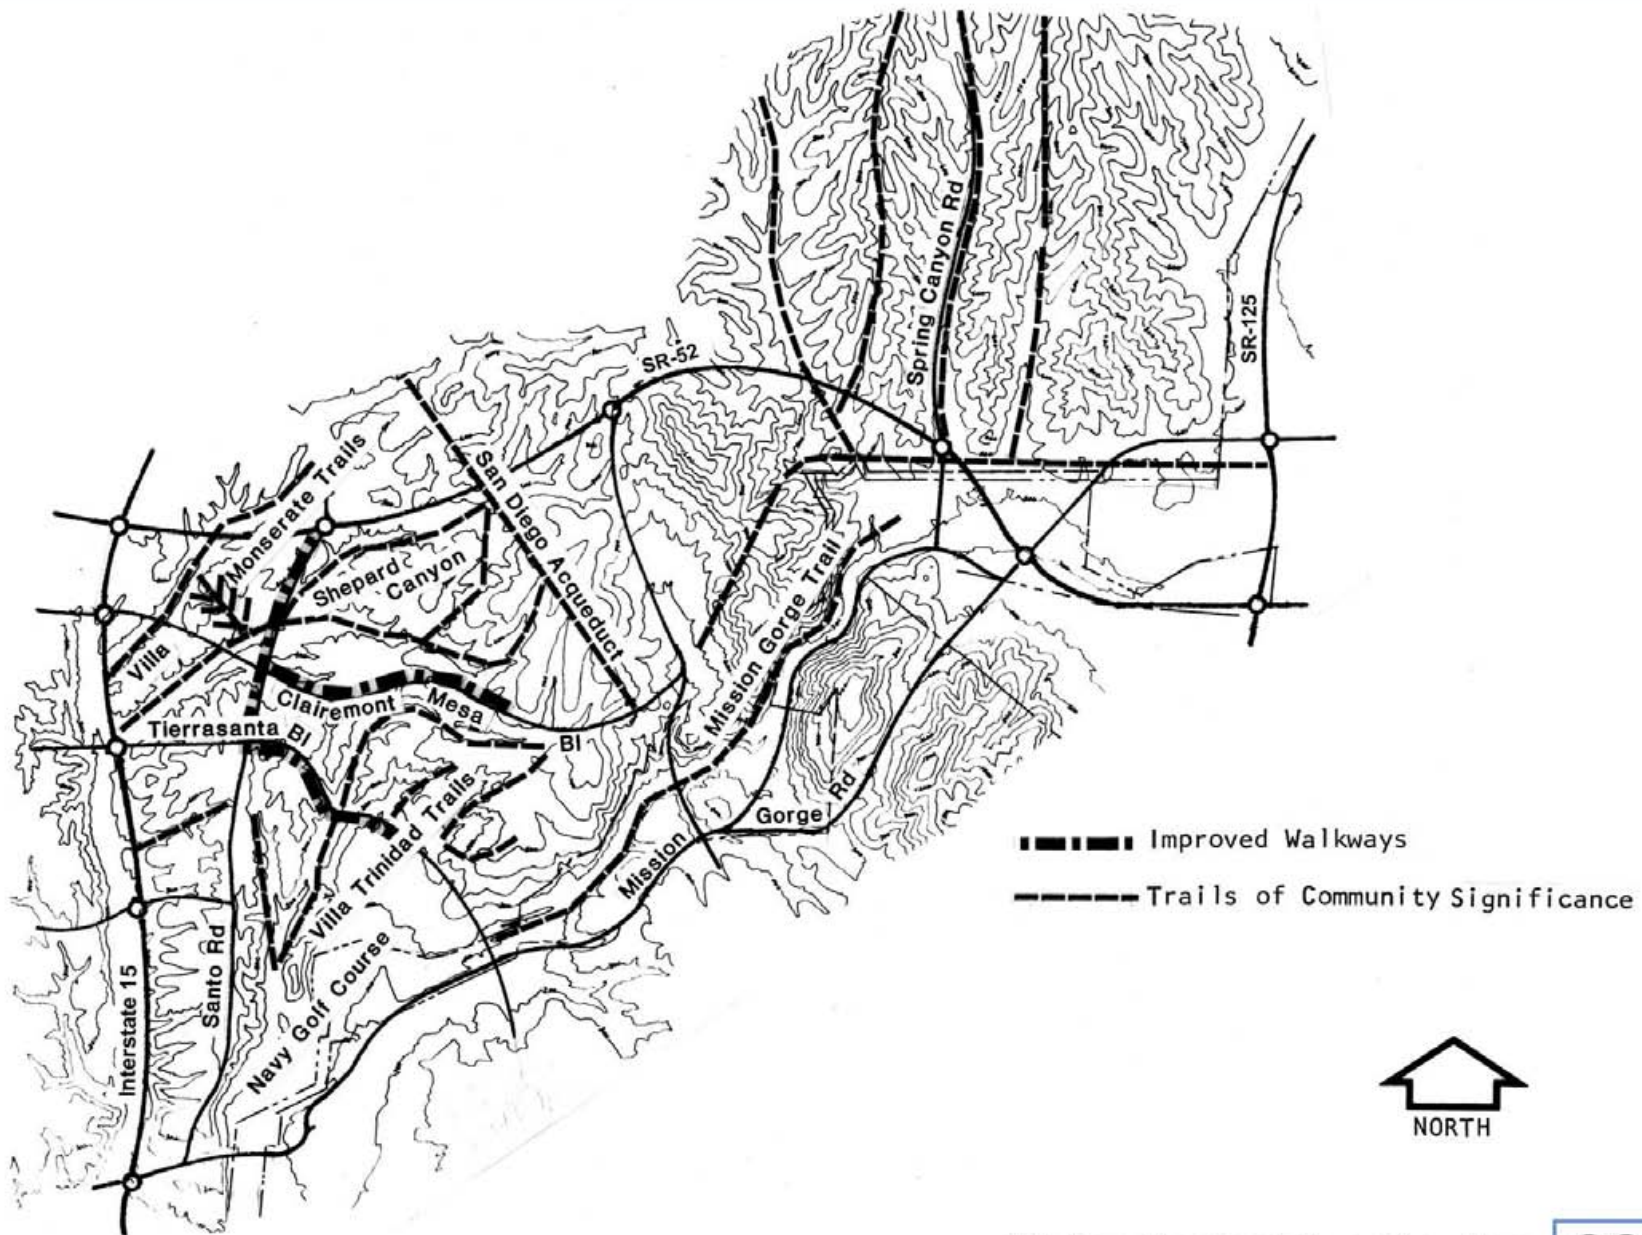 Spring Canyon Rd
SR-125
SR-52
San Diego Acqueduct
Villa Monserate Trails
Shepard
Canyon
Mission Gorge Trail
Clairemont Mesa Bl
Tierrasanta Bl
Villa Trinidad Trails
Mission Gorge Rd
Navy Golf Course
Santo Rd
Interstate 15
Improved Walkways
Trails of Community Significance
NORTH